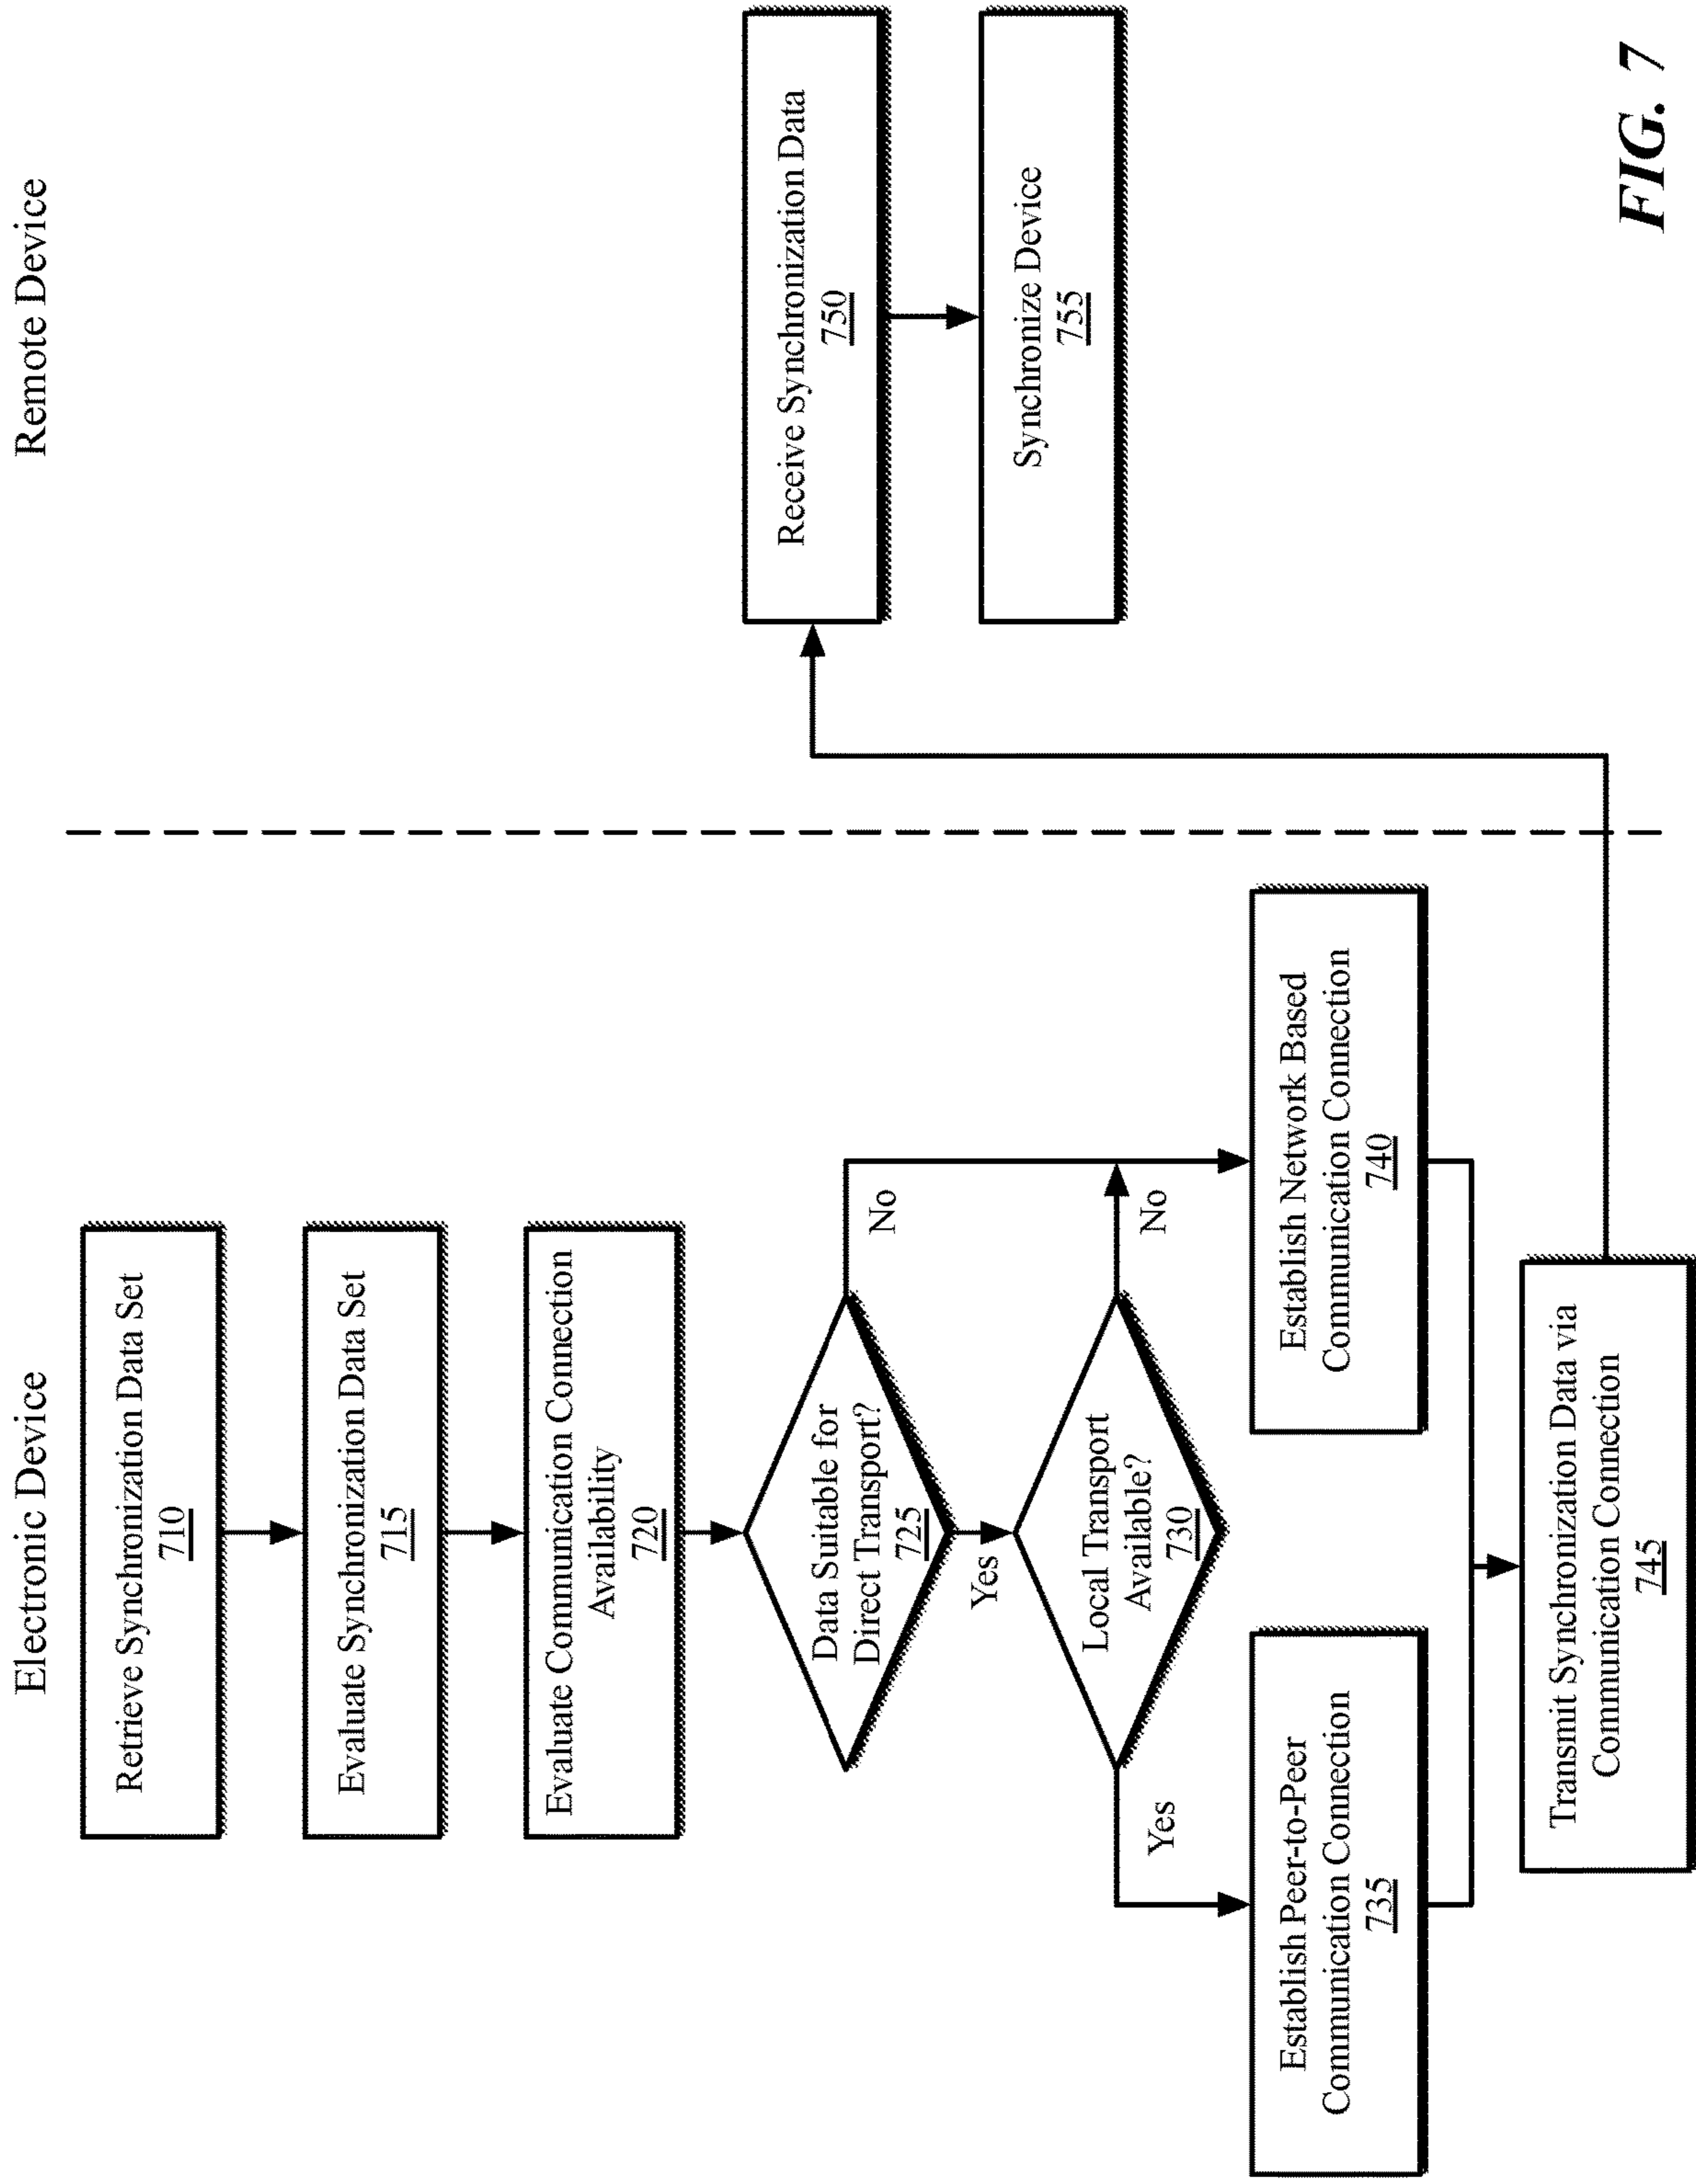 Electronic Device
Remote Device
Retrieve Synchronization Data Set
710
Evaluate Synchronization Data Set
715
Evaluate Communication Connection
Availability
720
Data Suitable for
Direct Transport?
725
No
Yes
Local Transport
Available?
730
Yes
No
Establish Peer-to-Peer
Communication Connection
735
Establish Network Based
Communication Connection
740
Transmit Synchronization Data via
Communication Connection
745
Receive Synchronization Data
750
Synchronize Device
755
FIG. 7